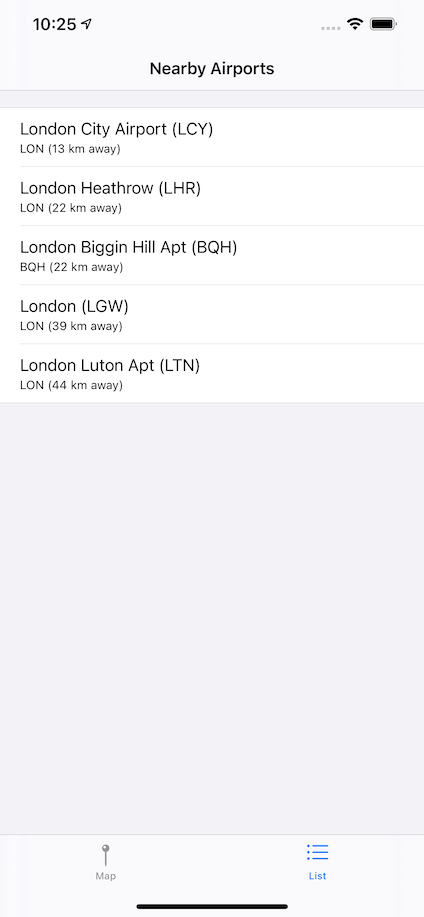 10:25
Nearby Airports
London City Airport (LCY)
LON (13 km away)
London Heathrow (LHR)
LON (22 km away)
London Biggin Hill Apt (BQH)
BQH (22 km away)
London (LGW)
LON (39 km away)
London Luton Apt (LTN)
LON (44 km away)
Map
List